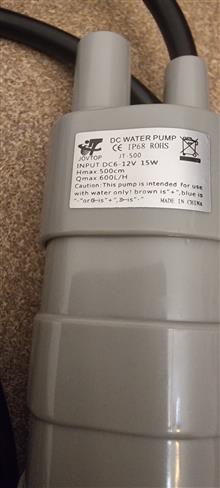 DC WATER PUMP
CE IP68 ROHS
JOVTOP JT-500
INPUT:DC6-12V 15W
Hmax:500cm
Qmax:600L/H
Caution:This pump is intended for use
with water only! brown is"+",blue is
"-"or⊖is"+",⊃-is"-" MADE IN CHINA